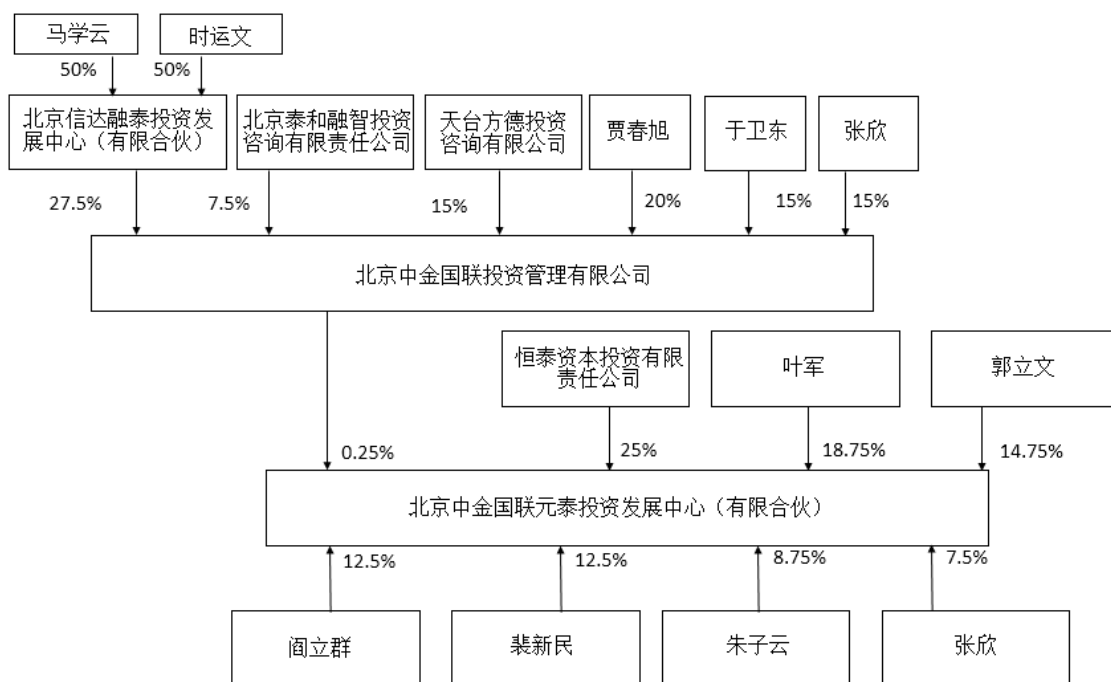 马学云
时运文
50%
50%
北京信达融泰投资发
展中心（有限合伙）
北京泰和融智投资
咨询有限责任公司
天台方德投资
咨询有限公司
贾春旭
于卫东
张欣
27.5%
7.5%
15%
20%
15%
15%
北京中金国联投资管理有限公司
恒泰资本投资有限
责任公司
叶军
郭立文
0.25%
25%
18.75%
14.75%
北京中金国联元泰投资发展中心（有限合伙）
12.5%
12.5%
8.75%
7.5%
阎立群
裴新民
朱子云
张欣